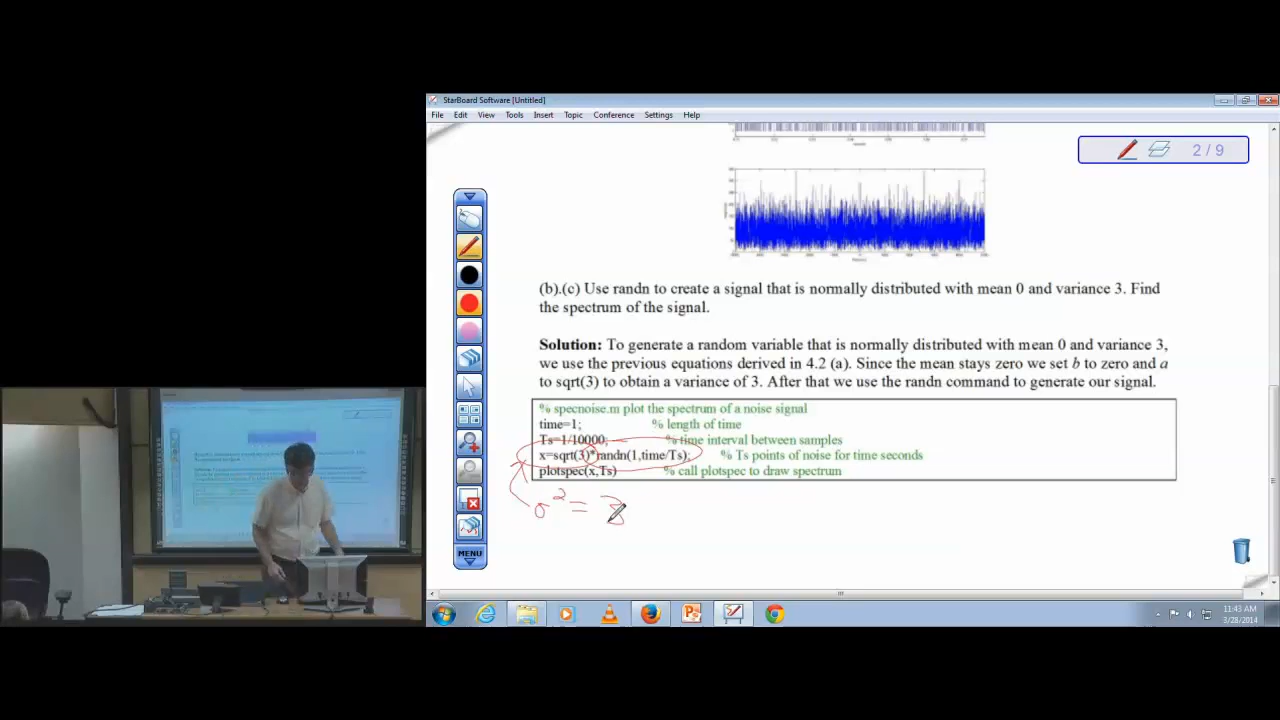 StarBoard Software [Untitled]
File Edit View Tools Insert Topic Conference Settings Help
2 / 9
(b).(c) Use randn to create a signal that is normally distributed with mean 0 and variance 3. Find
the spectrum of the signal.
Solution: To generate a random variable that is normally distributed with mean 0 and variance 3,
we use the previous equations derived in 4.2 (a). Since the mean stays zero we set b to zero and a
to sqrt(3) to obtain a variance of 3. After that we use the randn command to generate our signal.
% specnoise.m plot the spectrum of a noise signal
time=1; % length of time
Ts=1/10000; % time interval between samples
x=sqrt(3)*randn(1,time/Ts); % Ts points of noise for time seconds
plotspec(x,Ts) % call plotspec to draw spectrum
σ² = 3
MENU
11:43 AM
3/28/2014